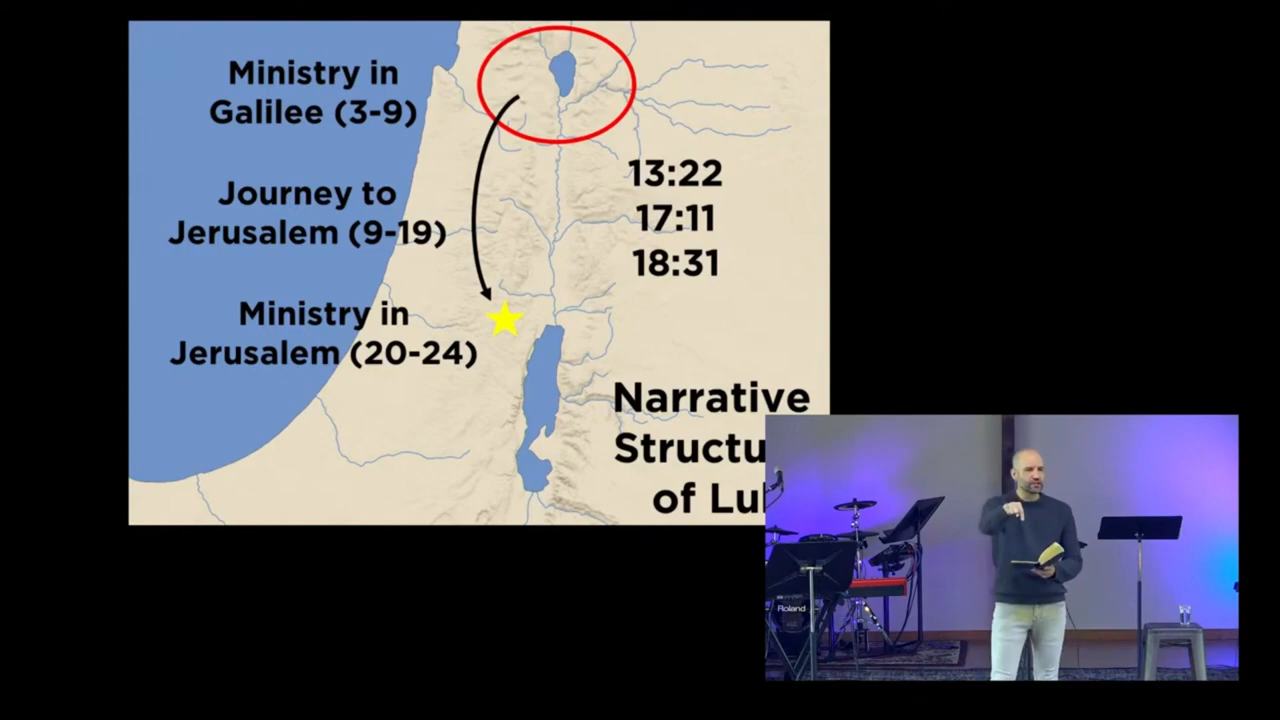 Ministry in
Galilee (3-9)
Journey to
Jerusalem (9-19)
Ministry in
Jerusalem (20-24)
13:22
17:11
18:31
Narrative
Structu
of Lu
Roland